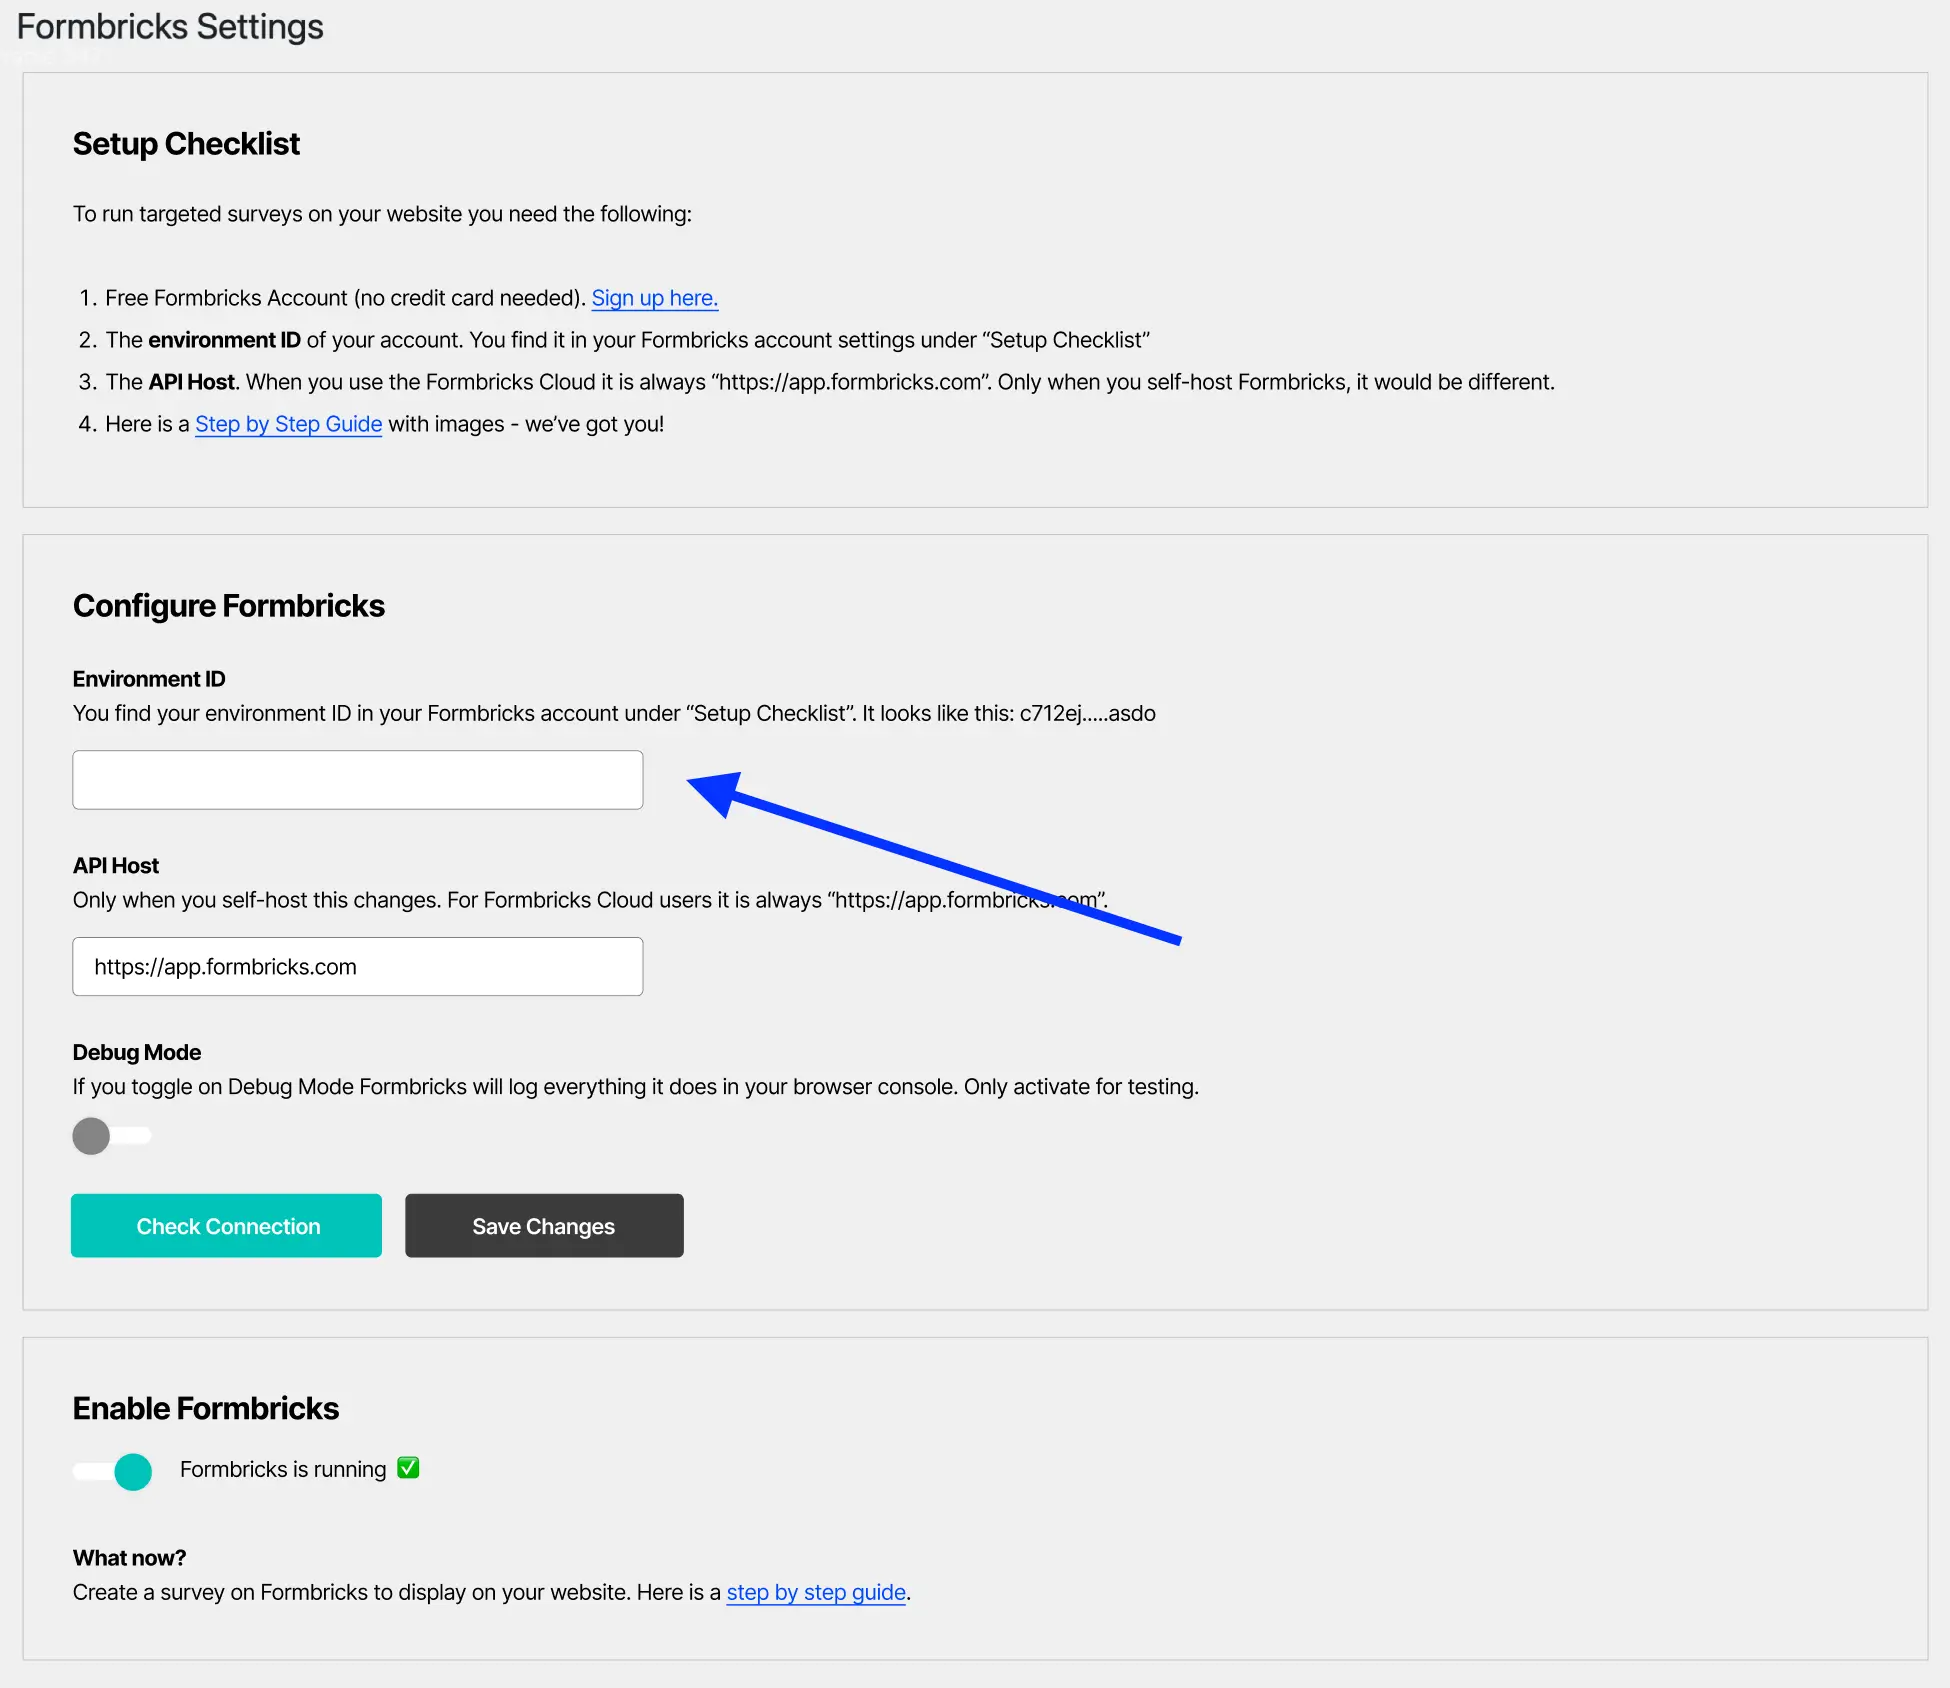 Formbricks Settings
Setup Checklist
To run targeted surveys on your website you need the following:
1. Free Formbricks Account (no credit card needed). Sign up here.
2. The environment ID of your account. You find it in your Formbricks account settings under “Setup Checklist”
3. The API Host. When you use the Formbricks Cloud it is always “https://app.formbricks.com”. Only when you self-host Formbricks, it would be different.
4. Here is a Step by Step Guide with images - we’ve got you!
Configure Formbricks
Environment ID
You find your environment ID in your Formbricks account under “Setup Checklist”. It looks like this: c712ej.....asdo
API Host
Only when you self-host this changes. For Formbricks Cloud users it is always “https://app.formbricks.com”.
https://app.formbricks.com
Debug Mode
If you toggle on Debug Mode Formbricks will log everything it does in your browser console. Only activate for testing.
Check Connection
Save Changes
Enable Formbricks
Formbricks is running ✅
What now?
Create a survey on Formbricks to display on your website. Here is a step by step guide.